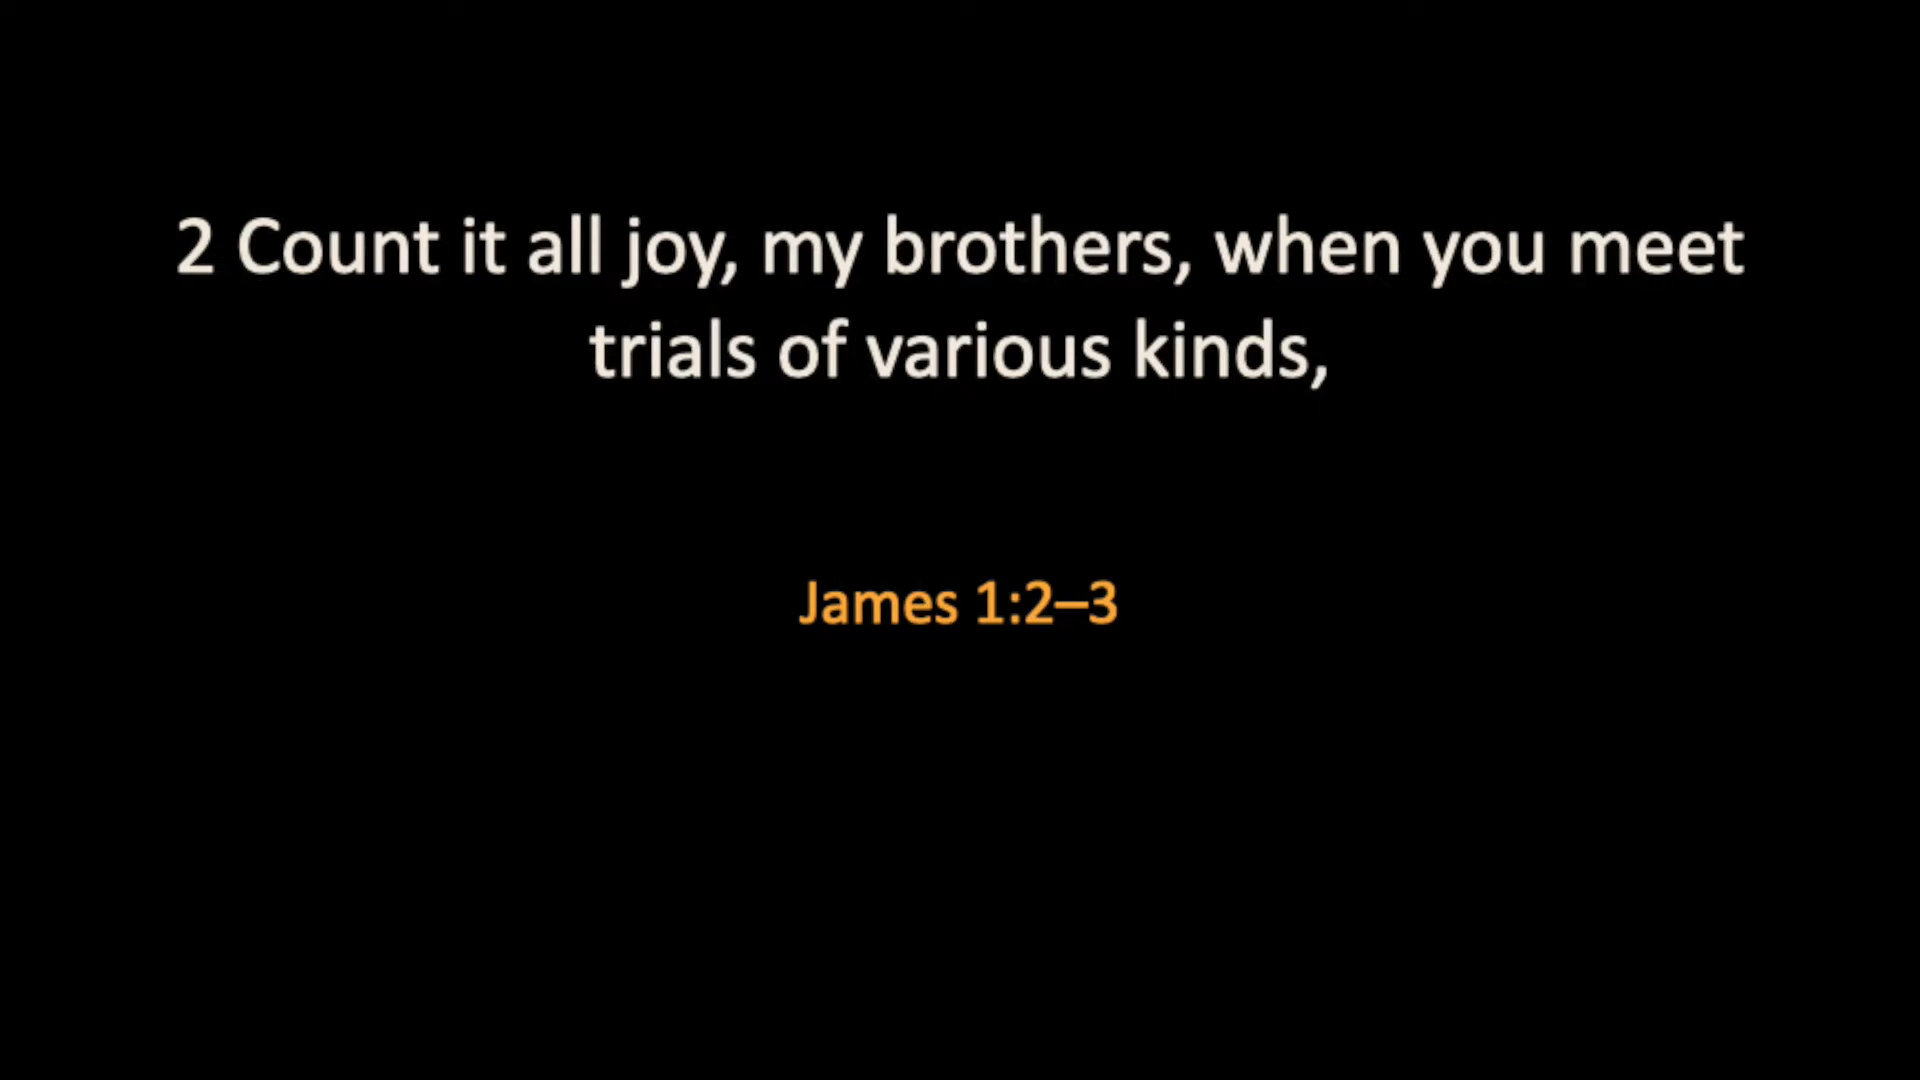 2 Count it all joy, my brothers, when you meet
trials of various kinds,
James 1:2–3